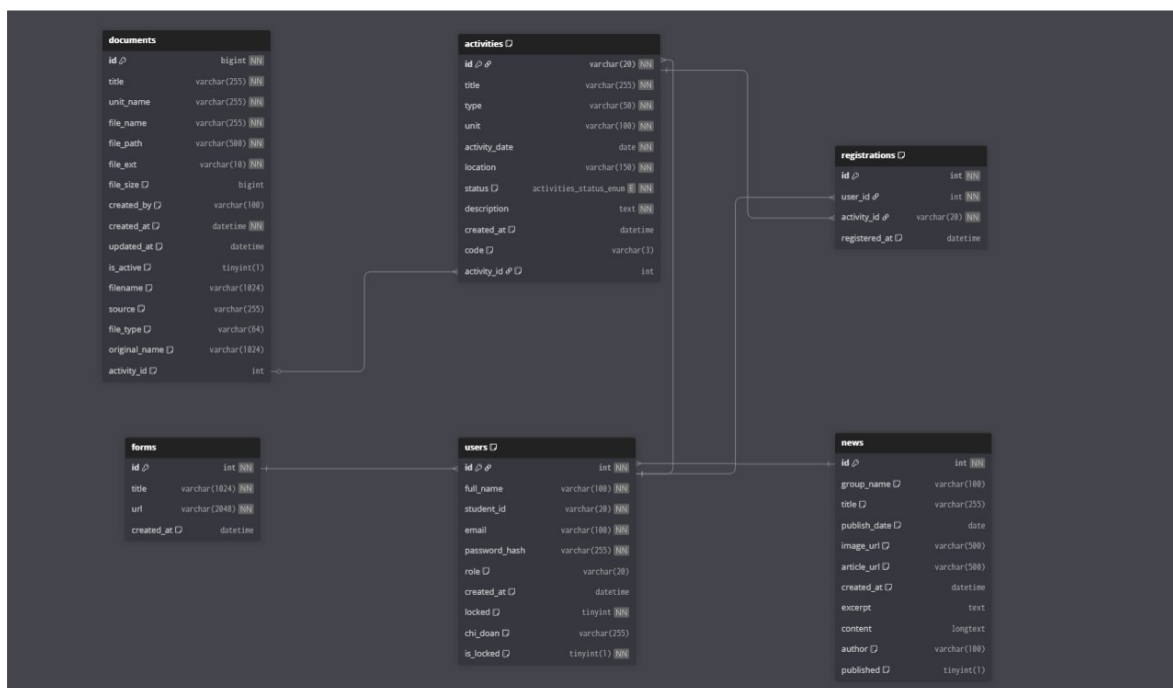 documents
id bigint NN
title varchar(255) NN
unit_name varchar(255) NN
file_name varchar(255) NN
file_path varchar(500) NN
file_ext varchar(10) NN
file_size bigint
created_by varchar(100)
created_at datetime NN
updated_at datetime
is_active tinyint(1)
filename varchar(1024)
source varchar(255)
file_type varchar(64)
original_name varchar(1024)
activity_id int
activities
id varchar(20) NN
title varchar(255) NN
type varchar(50) NN
unit varchar(100) NN
activity_date date NN
location varchar(150) NN
status activities_status_enum E NN
description text NN
created_at datetime
code varchar(3)
activity_id int
registrations
id int NN
user_id int NN
activity_id varchar(20) NN
registered_at datetime
forms
id int NN
title varchar(1024) NN
url varchar(2048) NN
created_at datetime
users
id int NN
full_name varchar(100) NN
student_id varchar(20) NN
email varchar(100) NN
password_hash varchar(255) NN
role varchar(20)
created_at datetime
locked tinyint NN
chi_doan varchar(255)
is_locked tinyint(1) NN
news
id int NN
group_name varchar(100)
title varchar(255)
publish_date date
image_url varchar(500)
article_url varchar(500)
created_at datetime
excerpt text
content longtext
author varchar(100)
published tinyint(1)